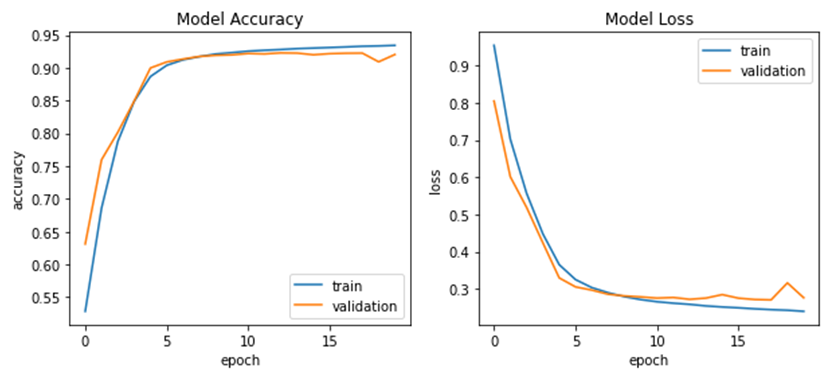 Model Accuracy
0.95
0.90
0.85
0.80
0.75
0.70
0.65
0.60
0.55
accuracy
train
validation
0 5 10 15
epoch
Model Loss
train
validation
0.9
0.8
0.7
0.6
0.5
0.4
0.3
loss
0 5 10 15
epoch